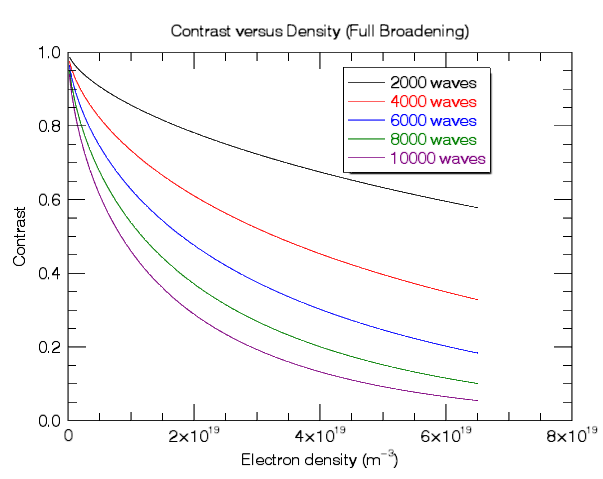 Contrast versus Density (Full Broadening)
1.0
0.8
0.6
0.4
0.2
0.0
Contrast
2000 waves
4000 waves
6000 waves
8000 waves
10000 waves
0 2×10¹⁹ 4×10¹⁹ 6×10¹⁹ 8×10¹⁹
Electron density (m⁻³)